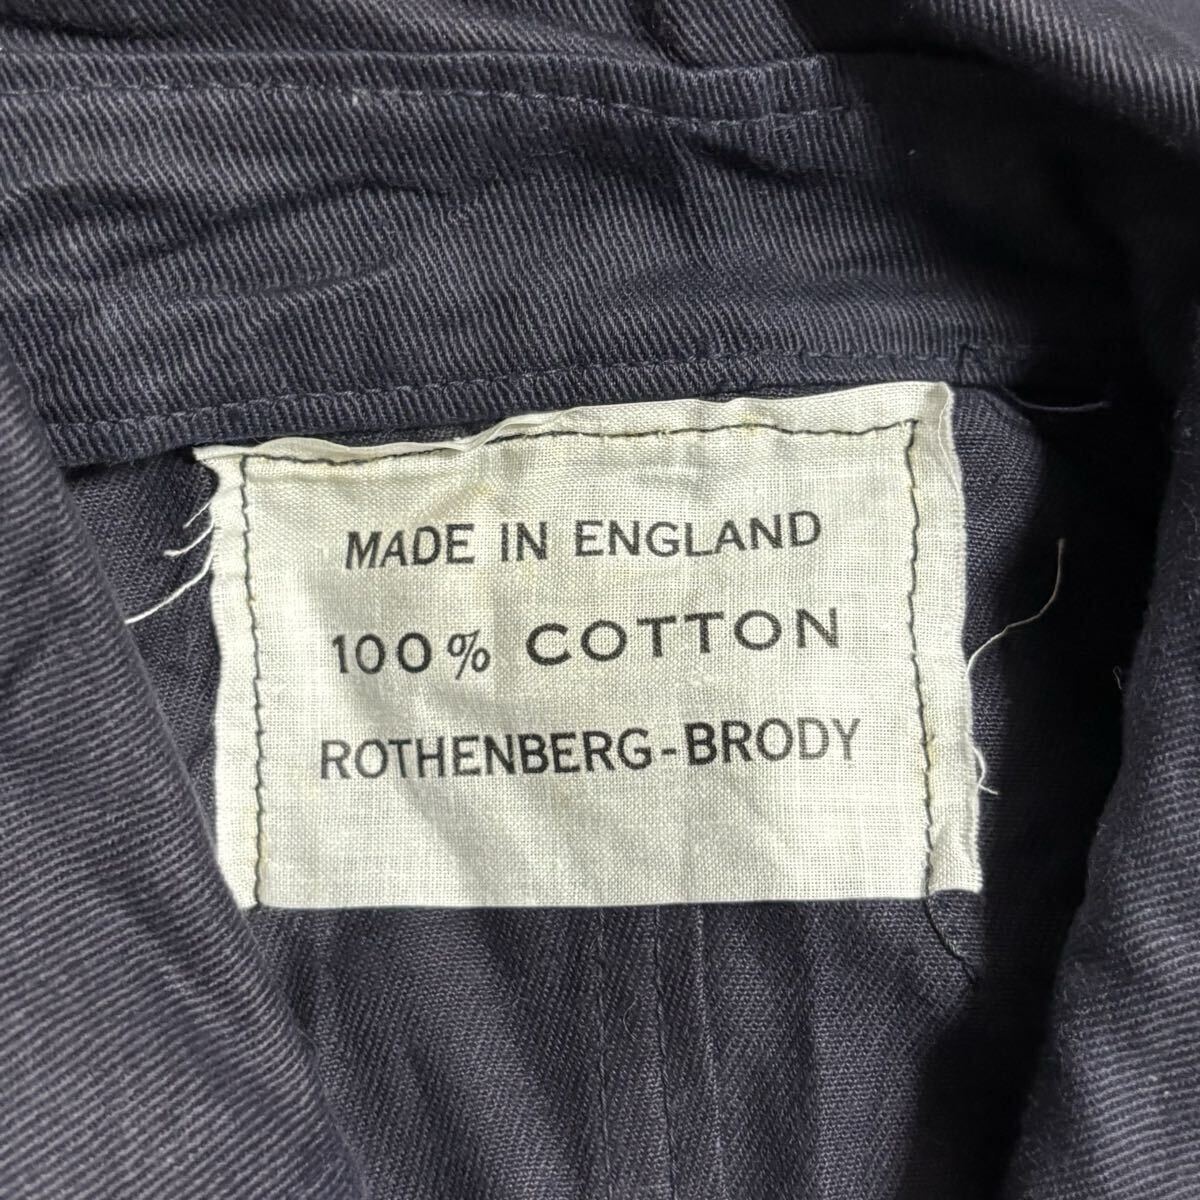 MADE IN ENGLAND
100% COTTON
ROTHENBERG-BRODY